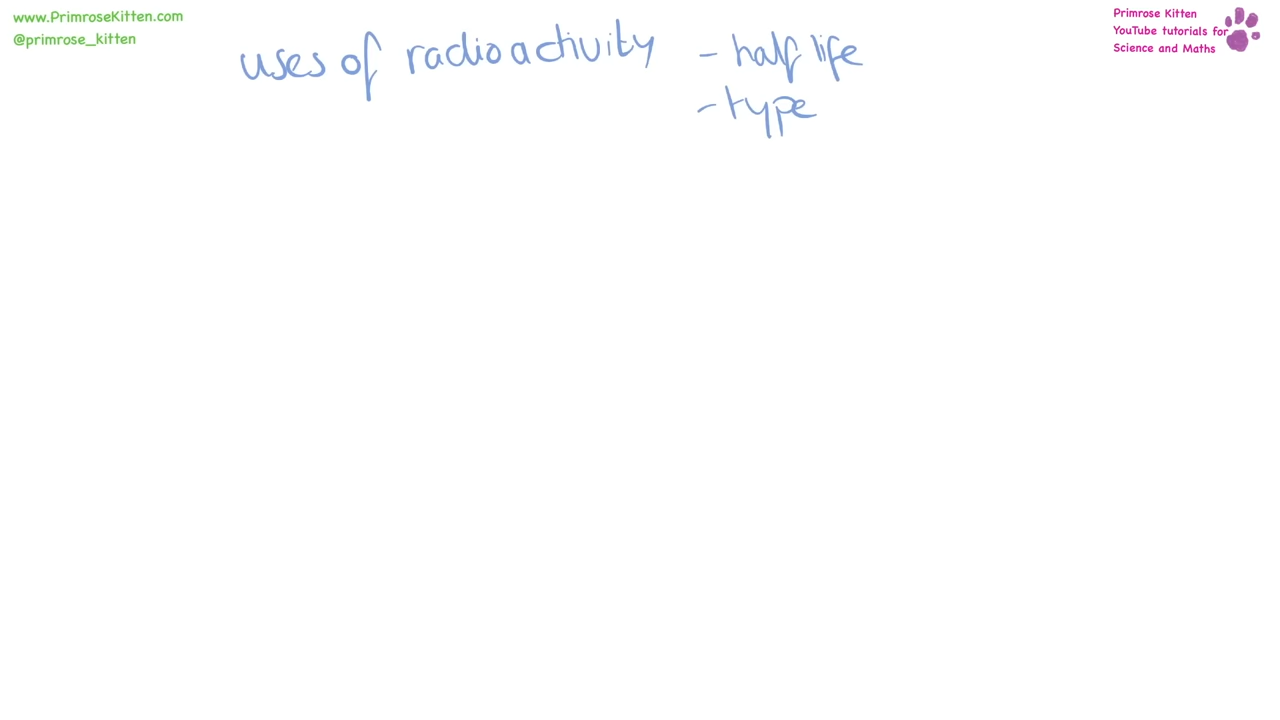 www.PrimroseKitten.com
@primrose_kitten
uses of radioactivity - half life
- type
Primrose Kitten
YouTube tutorials for
Science and Maths